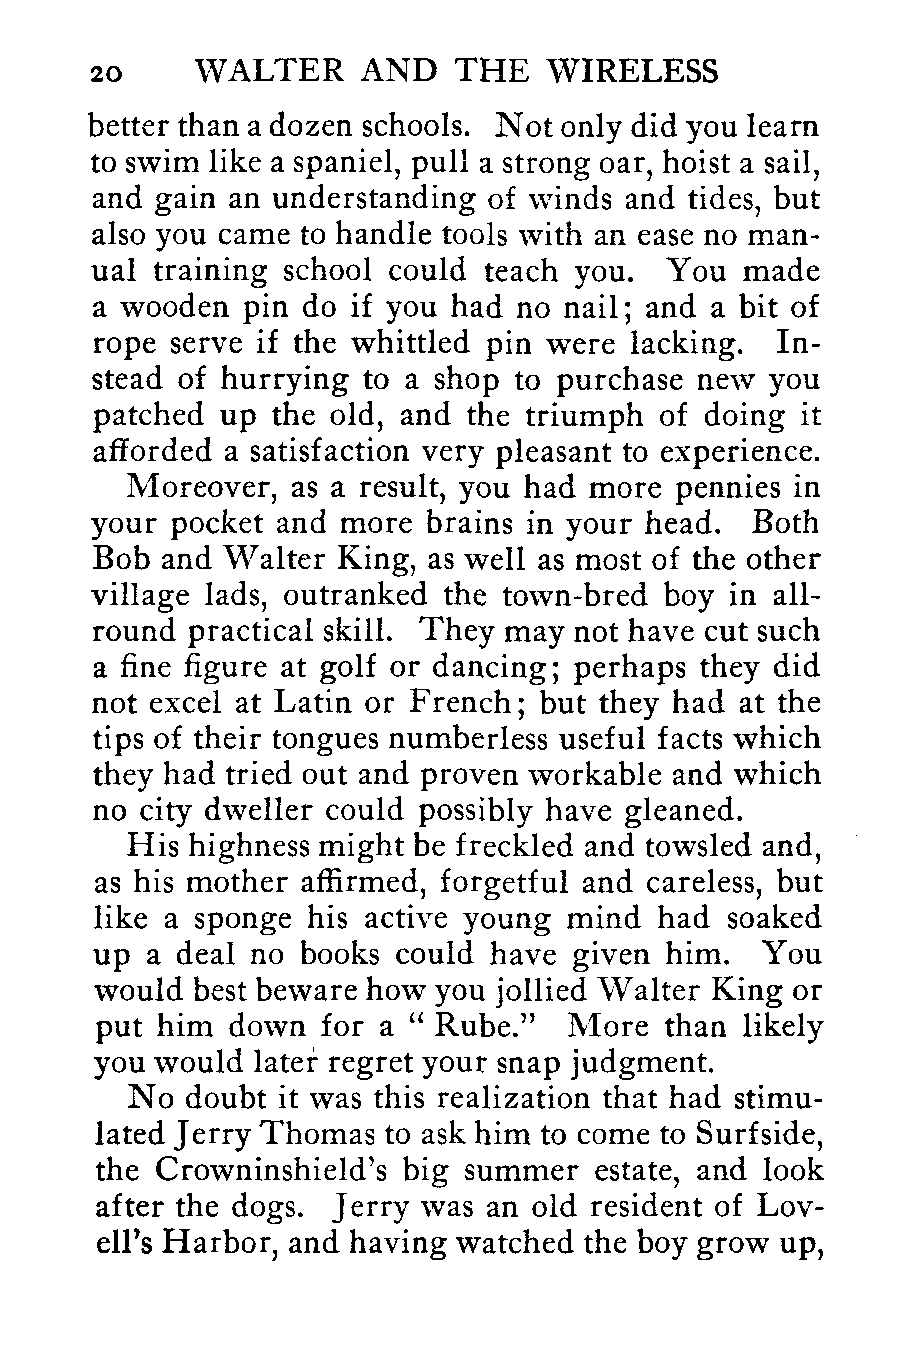 20 WALTER AND THE WIRELESS
better than a dozen schools. Not only did you learn
to swim like a spaniel, pull a strong oar, hoist a sail,
and gain an understanding of winds and tides, but
also you came to handle tools with an ease no man-
ual training school could teach you. You made
a wooden pin do if you had no nail; and a bit of
rope serve if the whittled pin were lacking. In-
stead of hurrying to a shop to purchase new you
patched up the old, and the triumph of doing it
afforded a satisfaction very pleasant to experience.
Moreover, as a result, you had more pennies in
your pocket and more brains in your head. Both
Bob and Walter King, as well as most of the other
village lads, outranked the town-bred boy in all-
round practical skill. They may not have cut such
a fine figure at golf or dancing; perhaps they did
not excel at Latin or French; but they had at the
tips of their tongues numberless useful facts which
they had tried out and proven workable and which
no city dweller could possibly have gleaned.
His highness might be freckled and towsled and,
as his mother affirmed, forgetful and careless, but
like a sponge his active young mind had soaked
up a deal no books could have given him. You
would best beware how you jollied Walter King or
put him down for a "Rube." More than likely
you would later regret your snap judgment.
No doubt it was this realization that had stimu-
lated Jerry Thomas to ask him to come to Surfside,
the Crowninshield's big summer estate, and look
after the dogs. Jerry was an old resident of Lov-
ell's Harbor, and having watched the boy grow up,